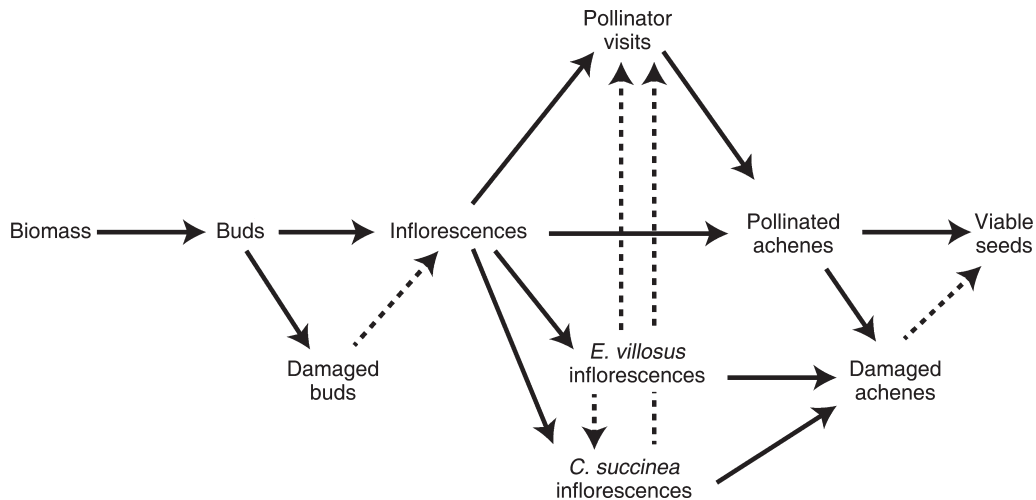 Pollinator
visits
Biomass
Buds
Inflorescences
Pollinated
achenes
Viable
seeds
Damaged
buds
E. villosus
inflorescences
Damaged
achenes
C. succinea
inflorescences